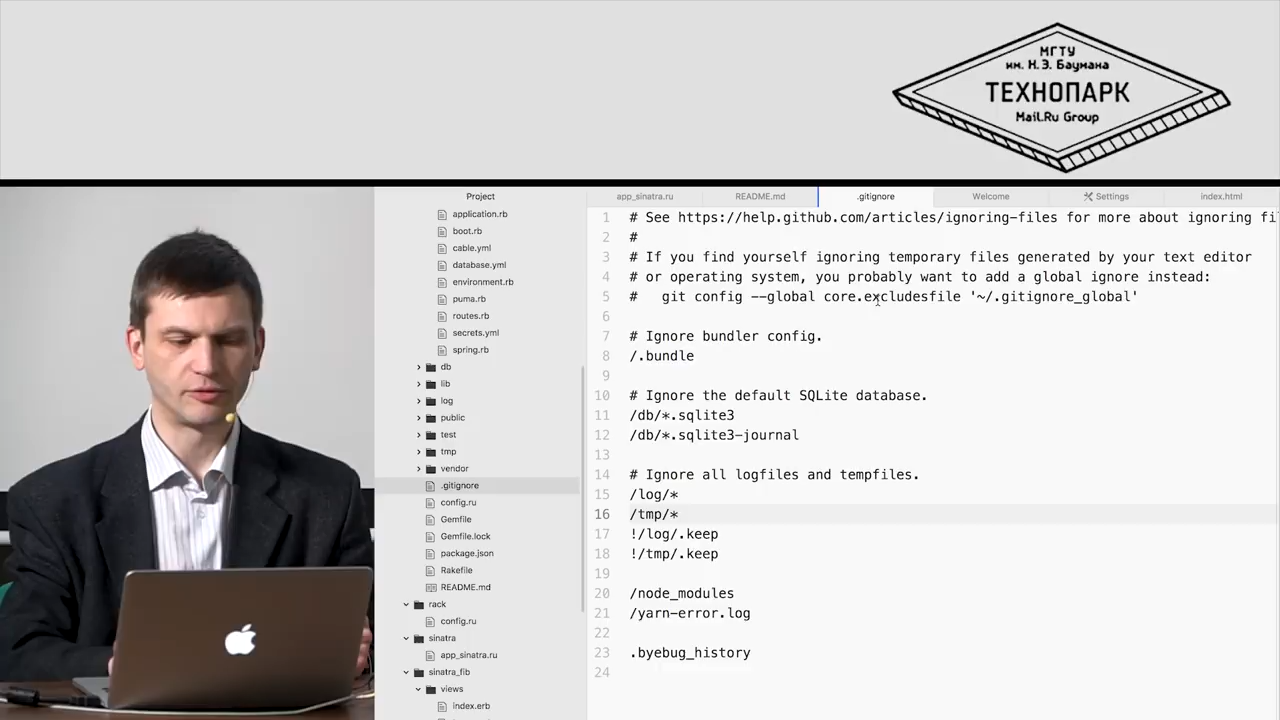 МГТУ
им. Н.Э. Баумана
ТЕХНОПАРК
Mail.Ru Group
Project
application.rb
boot.rb
cable.yml
database.yml
environment.rb
puma.rb
routes.rb
secrets.yml
spring.rb
db
lib
log
public
test
tmp
vendor
.gitignore
config.ru
Gemfile
Gemfile.lock
package.json
Rakefile
README.md
rack
config.ru
sinatra
app_sinatra.ru
sinatra_fib
views
index.erb
app_sinatra.ru README.md .gitignore Welcome Settings index.html
1 # See https://help.github.com/articles/ignoring-files for more about ignoring fi
2 #
3 # If you find yourself ignoring temporary files generated by your text editor
4 # or operating system, you probably want to add a global ignore instead:
5 #   git config --global core.excludesfile '~/.gitignore_global'
6
7 # Ignore bundler config.
8 /.bundle
9
10 # Ignore the default SQLite database.
11 /db/*.sqlite3
12 /db/*.sqlite3-journal
13
14 # Ignore all logfiles and tempfiles.
15 /log/*
16 /tmp/*
17 !/log/.keep
18 !/tmp/.keep
19
20 /node_modules
21 /yarn-error.log
22
23 .byebug_history
24